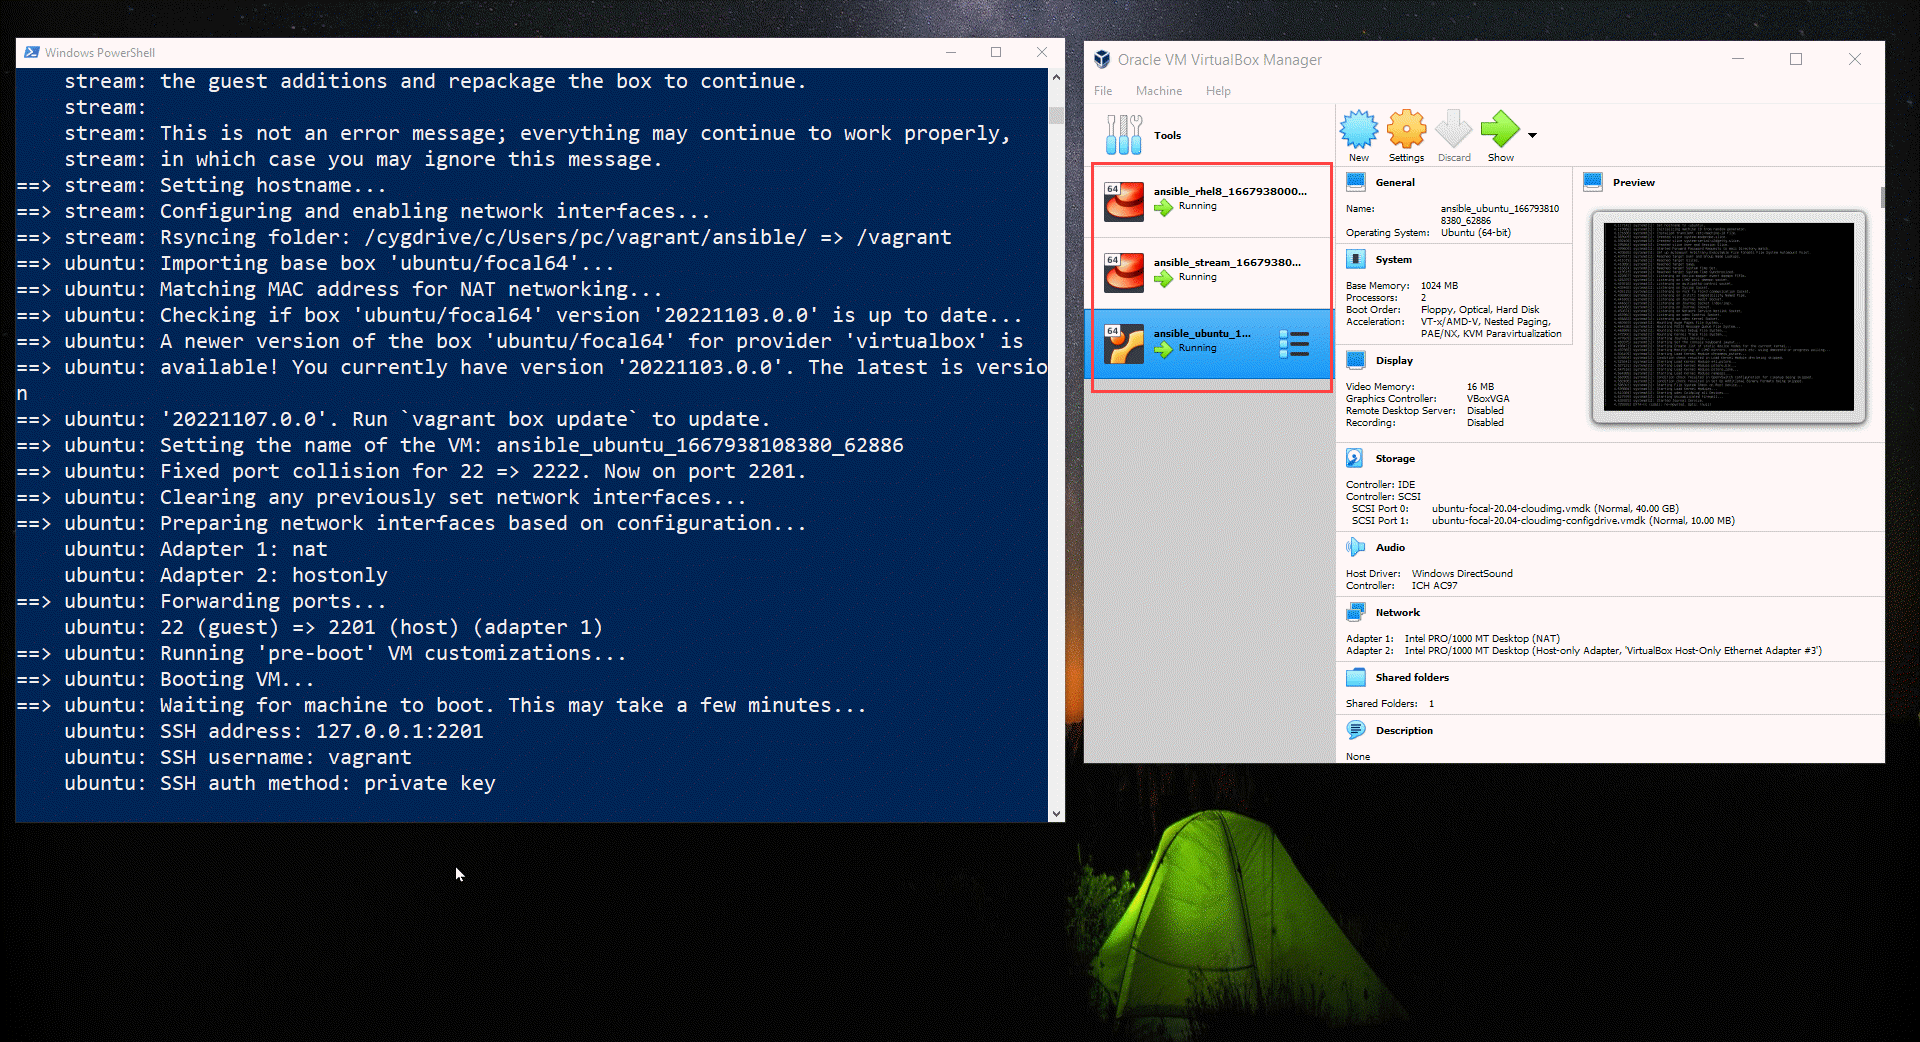 Windows PowerShell
stream: the guest additions and repackage the box to continue.
stream:
stream: This is not an error message; everything may continue to work properly,
stream: in which case you may ignore this message.
==> stream: Setting hostname...
==> stream: Configuring and enabling network interfaces...
==> stream: Rsyncing folder: /cygdrive/c/Users/pc/vagrant/ansible/ => /vagrant
==> ubuntu: Importing base box 'ubuntu/focal64'...
==> ubuntu: Matching MAC address for NAT networking...
==> ubuntu: Checking if box 'ubuntu/focal64' version '20221103.0.0' is up to date...
==> ubuntu: A newer version of the box 'ubuntu/focal64' for provider 'virtualbox' is
==> ubuntu: available! You currently have version '20221103.0.0'. The latest is versio
n
==> ubuntu: '20221107.0.0'. Run `vagrant box update` to update.
==> ubuntu: Setting the name of the VM: ansible_ubuntu_1667938108380_62886
==> ubuntu: Fixed port collision for 22 => 2222. Now on port 2201.
==> ubuntu: Clearing any previously set network interfaces...
==> ubuntu: Preparing network interfaces based on configuration...
ubuntu: Adapter 1: nat
ubuntu: Adapter 2: hostonly
==> ubuntu: Forwarding ports...
ubuntu: 22 (guest) => 2201 (host) (adapter 1)
==> ubuntu: Running 'pre-boot' VM customizations...
==> ubuntu: Booting VM...
==> ubuntu: Waiting for machine to boot. This may take a few minutes...
ubuntu: SSH address: 127.0.0.1:2201
ubuntu: SSH username: vagrant
ubuntu: SSH auth method: private key
Oracle VM VirtualBox Manager
File Machine Help
Tools
64
ansible_rhel8_1667938000...
Running
64
ansible_stream_16679380...
Running
64
ansible_ubuntu_1...
Running
New Settings Discard Show
General
Name: ansible_ubuntu_166793810
8380_62886
Operating System: Ubuntu (64-bit)
System
Base Memory: 1024 MB
Processors: 2
Boot Order: Floppy, Optical, Hard Disk
Acceleration: VT-x/AMD-V, Nested Paging,
PAE/NX, KVM Paravirtualization
Display
Video Memory: 16 MB
Graphics Controller: VBoxVGA
Remote Desktop Server: Disabled
Recording: Disabled
Preview
Storage
Controller: IDE
Controller: SCSI
SCSI Port 0: ubuntu-focal-20.04-cloudimg.vmdk (Normal, 40.00 GB)
SCSI Port 1: ubuntu-focal-20.04-cloudimg-configdrive.vmdk (Normal, 10.00 MB)
Audio
Host Driver: Windows DirectSound
Controller: ICH AC97
Network
Adapter 1: Intel PRO/1000 MT Desktop (NAT)
Adapter 2: Intel PRO/1000 MT Desktop (Host-only Adapter, 'VirtualBox Host-Only Ethernet Adapter #3')
Shared folders
Shared Folders: 1
Description
None